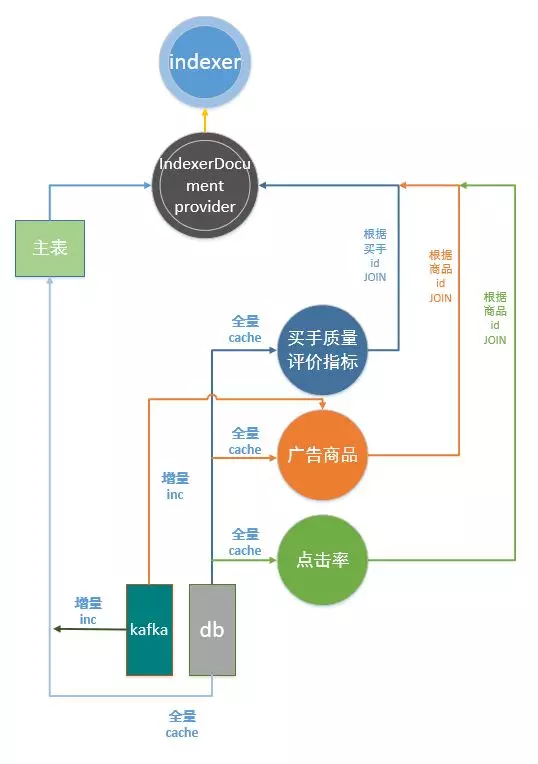 indexer
IndexerDocu
ment
provider
主表
根据
买手
id
JOIN
根据
商品
id
JOIN
根据
商品
id
JOIN
全量
cache
买手质量
评价指标
全量
cache
广告商品
增量
inc
全量
cache
点击率
增量
inc
kafka
db
全量
cache